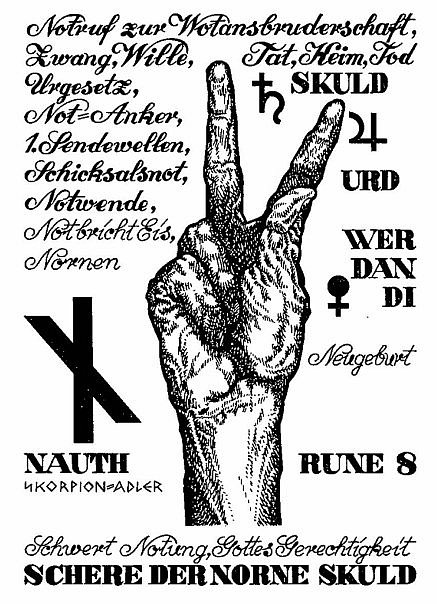 Notruf zur Wotansbruderschaft,
Zwang, Wille, Tat, Heim, Tod
Urgesetz,
Not=Anker,
1. Sendewellen,
Schicksalsnot,
Notwende,
Not bricht Eis,
Nornen
♄ SKULD
♃
URD
WER
DAN
DI
♀
Neugeburt
NAUTH
RUNE 8
SKORPION=ADLER
Schwert Notung, Gottes Gerechtigkeit
SCHERE DER NORNE SKULD